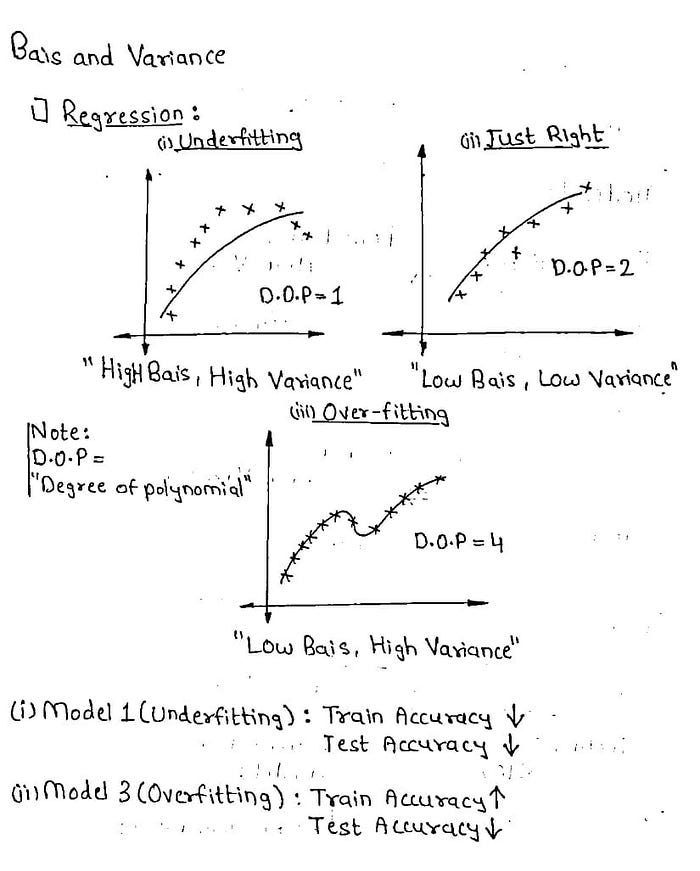 Bais and Variance
Regression:
(i) Underfitting
(ii) Just Right
D.O.P=1
D.O.P=2
"High Bais, High Variance"
"Low Bais, Low Variance"
(iii) Over-fitting
Note:
D.O.P =
"Degree of polynomial"
D.O.P=4
"Low Bais, High Variance"
(i) Model 1 (Underfitting) : Train Accuracy ↓
Test Accuracy ↓
(ii) Model 3 (Overfitting) : Train Accuracy ↑
Test Accuracy ↓